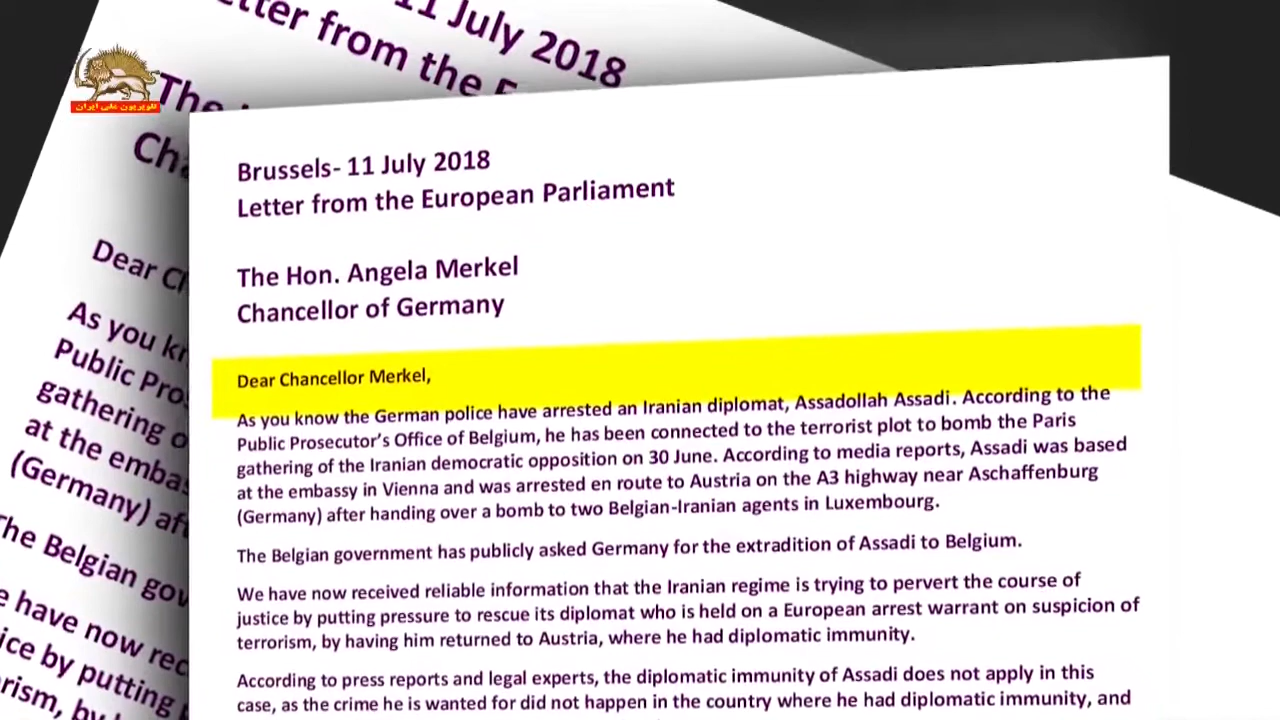 11 July 2018
Letter from the E
The
Cha
Dear Ch
As you kn
Public Pros
gathering o
at the embas
(Germany) aft
The Belgian gov
have now rec
ice by putting
rism, by
تلویزیون ملی ایران
Brussels- 11 July 2018
Letter from the European Parliament
The Hon. Angela Merkel
Chancellor of Germany
Dear Chancellor Merkel,
As you know the German police have arrested an Iranian diplomat, Assadollah Assadi. According to the
Public Prosecutor's Office of Belgium, he has been connected to the terrorist plot to bomb the Paris
gathering of the Iranian democratic opposition on 30 June. According to media reports, Assadi was based
at the embassy in Vienna and was arrested en route to Austria on the A3 highway near Aschaffenburg
(Germany) after handing over a bomb to two Belgian-Iranian agents in Luxembourg.
The Belgian government has publicly asked Germany for the extradition of Assadi to Belgium.
We have now received reliable information that the Iranian regime is trying to pervert the course of
justice by putting pressure to rescue its diplomat who is held on a European arrest warrant on suspicion of
terrorism, by having him returned to Austria, where he had diplomatic immunity.
According to press reports and legal experts, the diplomatic immunity of Assadi does not apply in this
case, as the crime he is wanted for did not happen in the country where he had diplomatic immunity, and